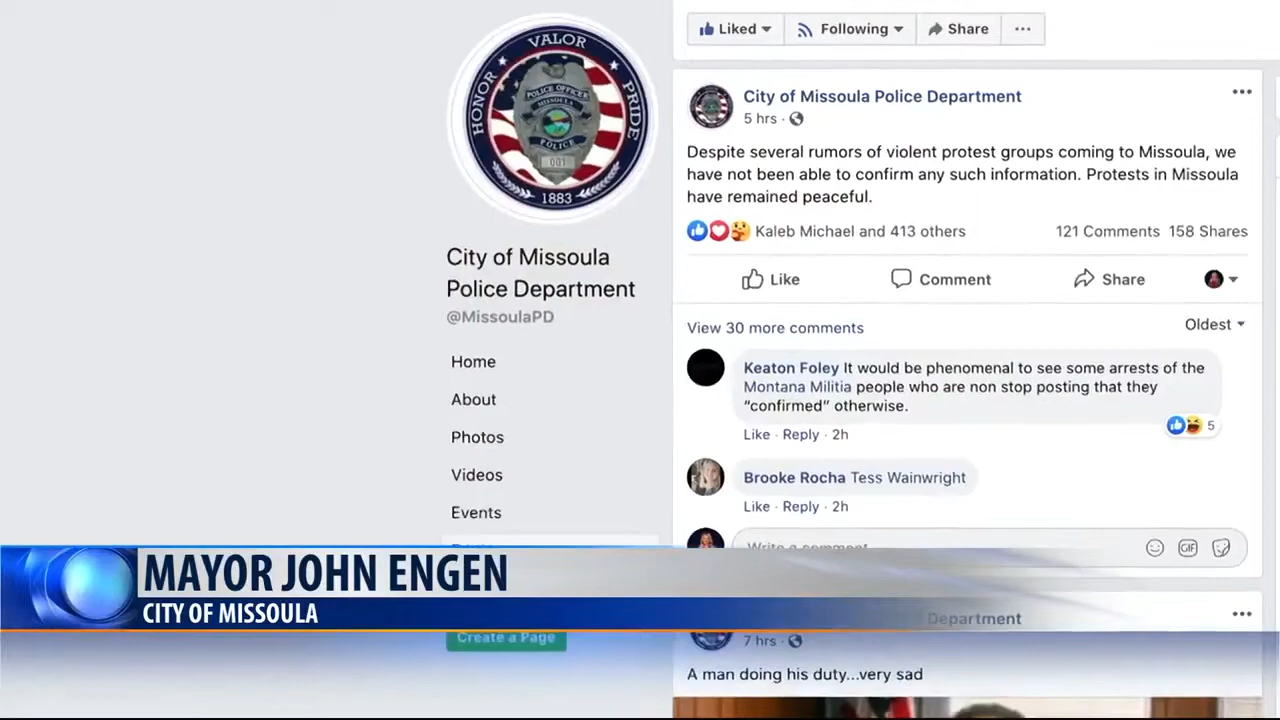 HONOR
VALOR
PRIDE
POLICE OFFICER
MISSOULA
POLICE
001
1883
City of Missoula
Police Department
@MissoulaPD
Home
About
Photos
Videos
Events
Create a Page
Liked
Following
Share
City of Missoula Police Department
5 hrs ·
Despite several rumors of violent protest groups coming to Missoula, we
have not been able to confirm any such information. Protests in Missoula
have remained peaceful.
Kaleb Michael and 413 others
121 Comments 158 Shares
Like
Comment
Share
View 30 more comments
Oldest
Keaton Foley It would be phenomenal to see some arrests of the
Montana Militia people who are non stop posting that they
“confirmed” otherwise.
5
Like · Reply · 2h
Brooke Rocha Tess Wainwright
Like · Reply · 2h
Write a comment
GIF
Department
7 hrs ·
A man doing his duty...very sad
MAYOR JOHN ENGEN
CITY OF MISSOULA